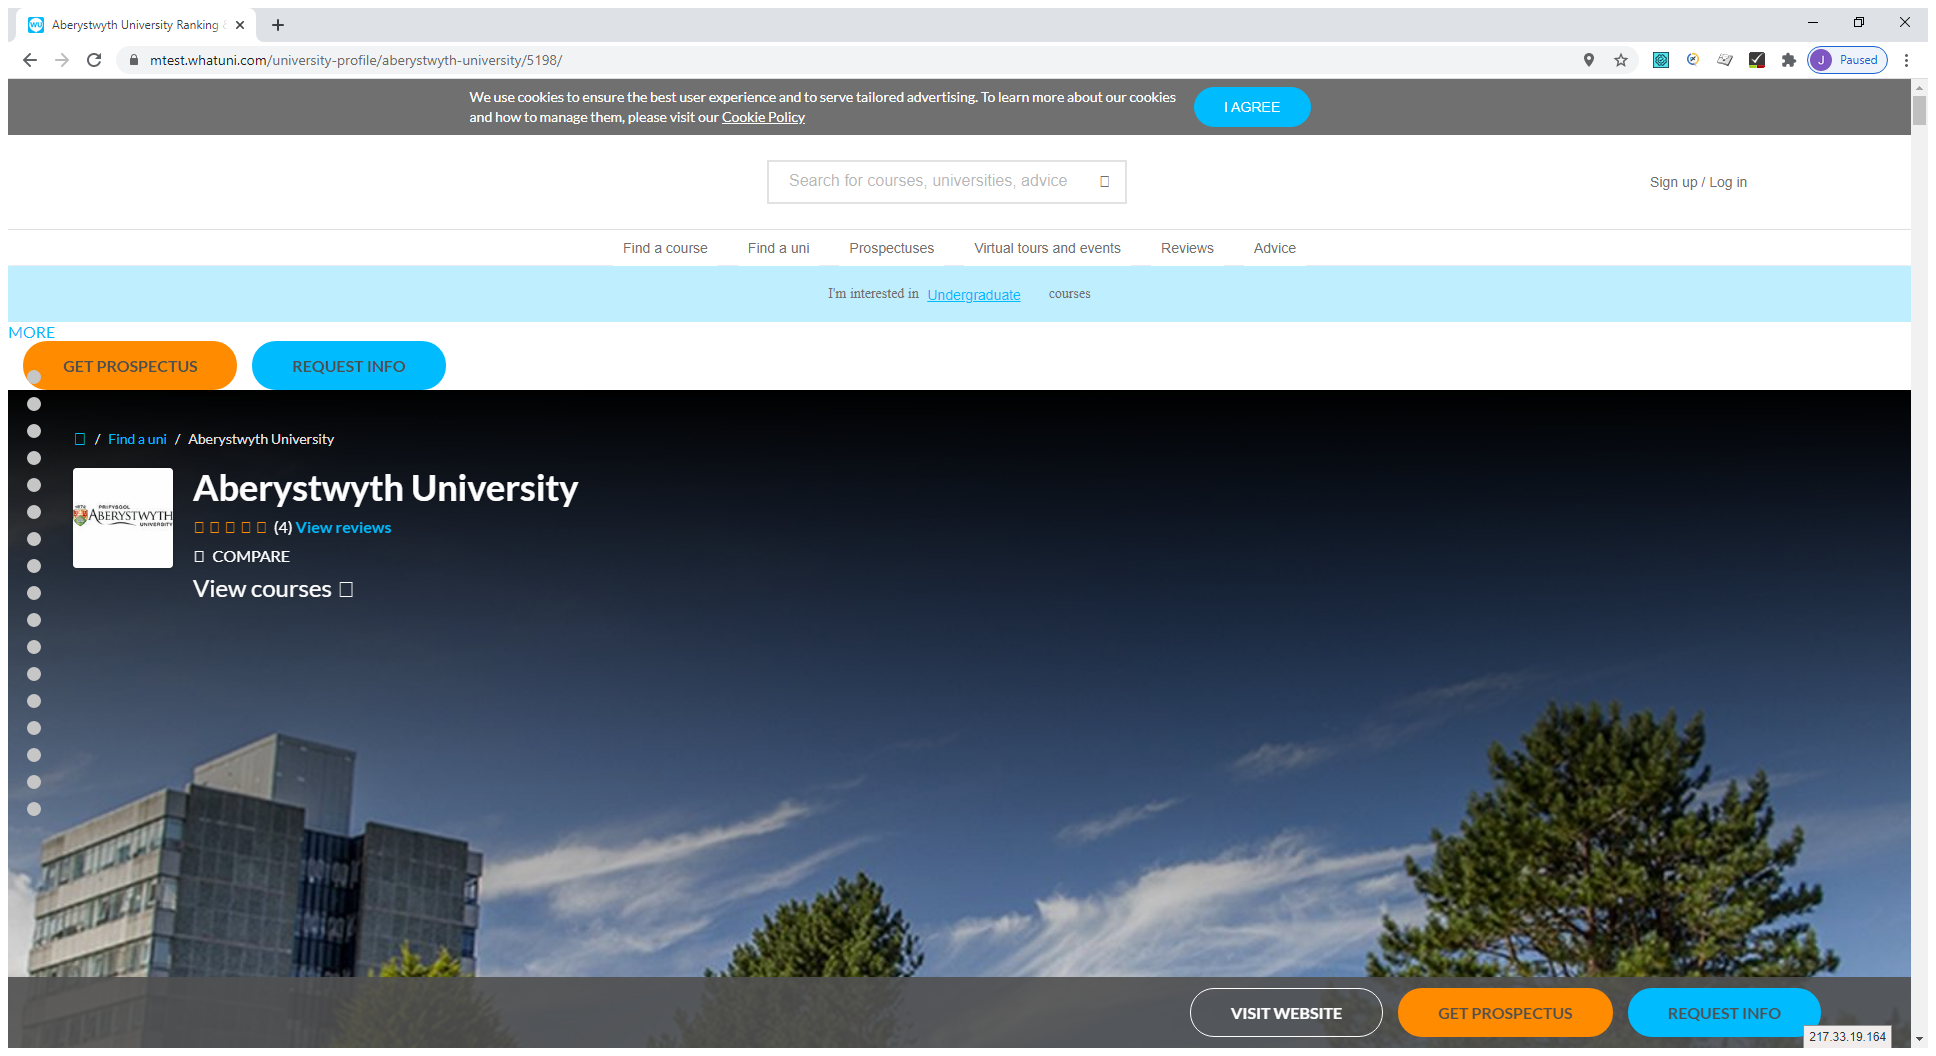 Aberystwyth University Ranking
mtest.whatuni.com/university-profile/aberystwyth-university/5198/
J Paused
We use cookies to ensure the best user experience and to serve tailored advertising. To learn more about our cookies
and how to manage them, please visit our Cookie Policy
I AGREE
Search for courses, universities, advice
Sign up / Log in
Find a course Find a uni Prospectuses Virtual tours and events Reviews Advice
I'm interested in Undergraduate courses
MORE
GET PROSPECTUS REQUEST INFO
/ Find a uni / Aberystwyth University
PRIFYSGOL
ABERYSTWYTH
UNIVERSITY
Aberystwyth University
(4) View reviews
COMPARE
View courses
VISIT WEBSITE GET PROSPECTUS REQUEST INFO
217.33.19.164